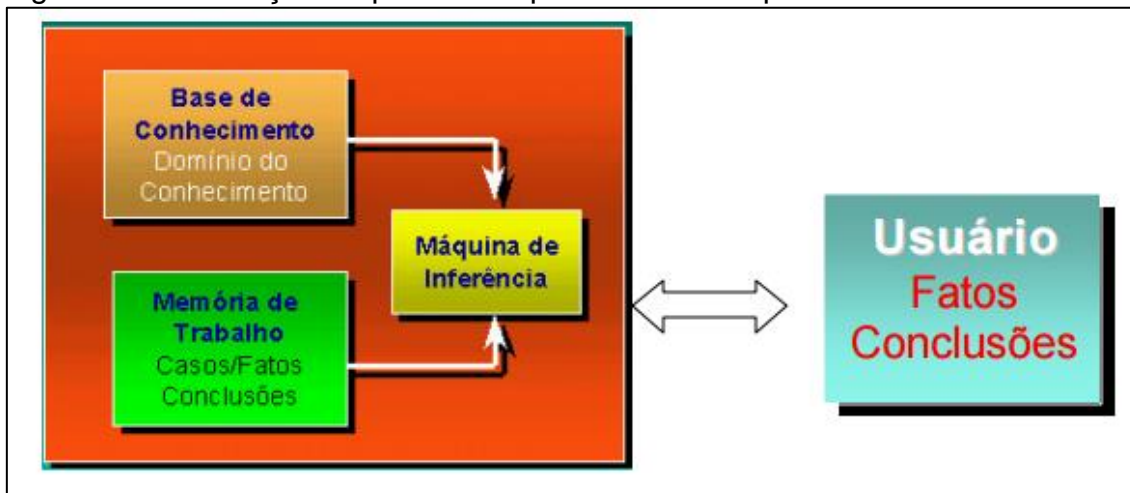 Base de
Conhecimento
Domínio do
Conhecimento
Máquina de
Inferência
Memória de
Trabalho
Casos/Fatos
Conclusões
Usuário
Fatos
Conclusões